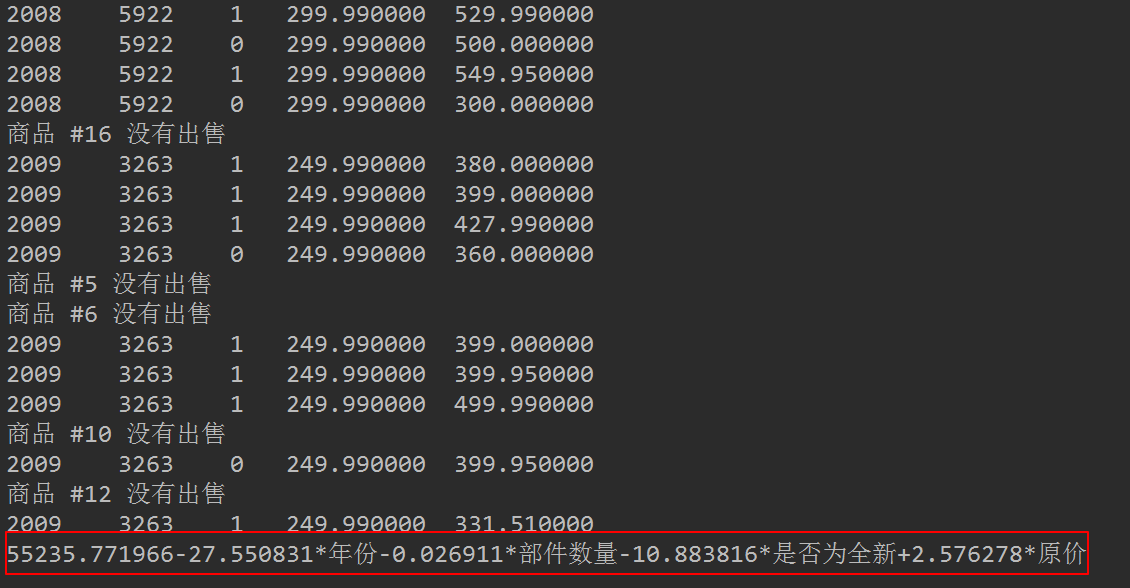 2008 5922 1 299.990000 529.990000
2008 5922 0 299.990000 500.000000
2008 5922 1 299.990000 549.950000
2008 5922 0 299.990000 300.000000
商品 #16 没有出售
2009 3263 1 249.990000 380.000000
2009 3263 1 249.990000 399.000000
2009 3263 1 249.990000 427.990000
2009 3263 0 249.990000 360.000000
商品 #5 没有出售
商品 #6 没有出售
2009 3263 1 249.990000 399.000000
2009 3263 1 249.990000 399.950000
2009 3263 1 249.990000 499.990000
商品 #10 没有出售
2009 3263 0 249.990000 399.950000
商品 #12 没有出售
2009 3263 1 249.990000 331.510000
55235.771966-27.550831*年份-0.026911*部件数量-10.883816*是否为全新+2.576278*原价